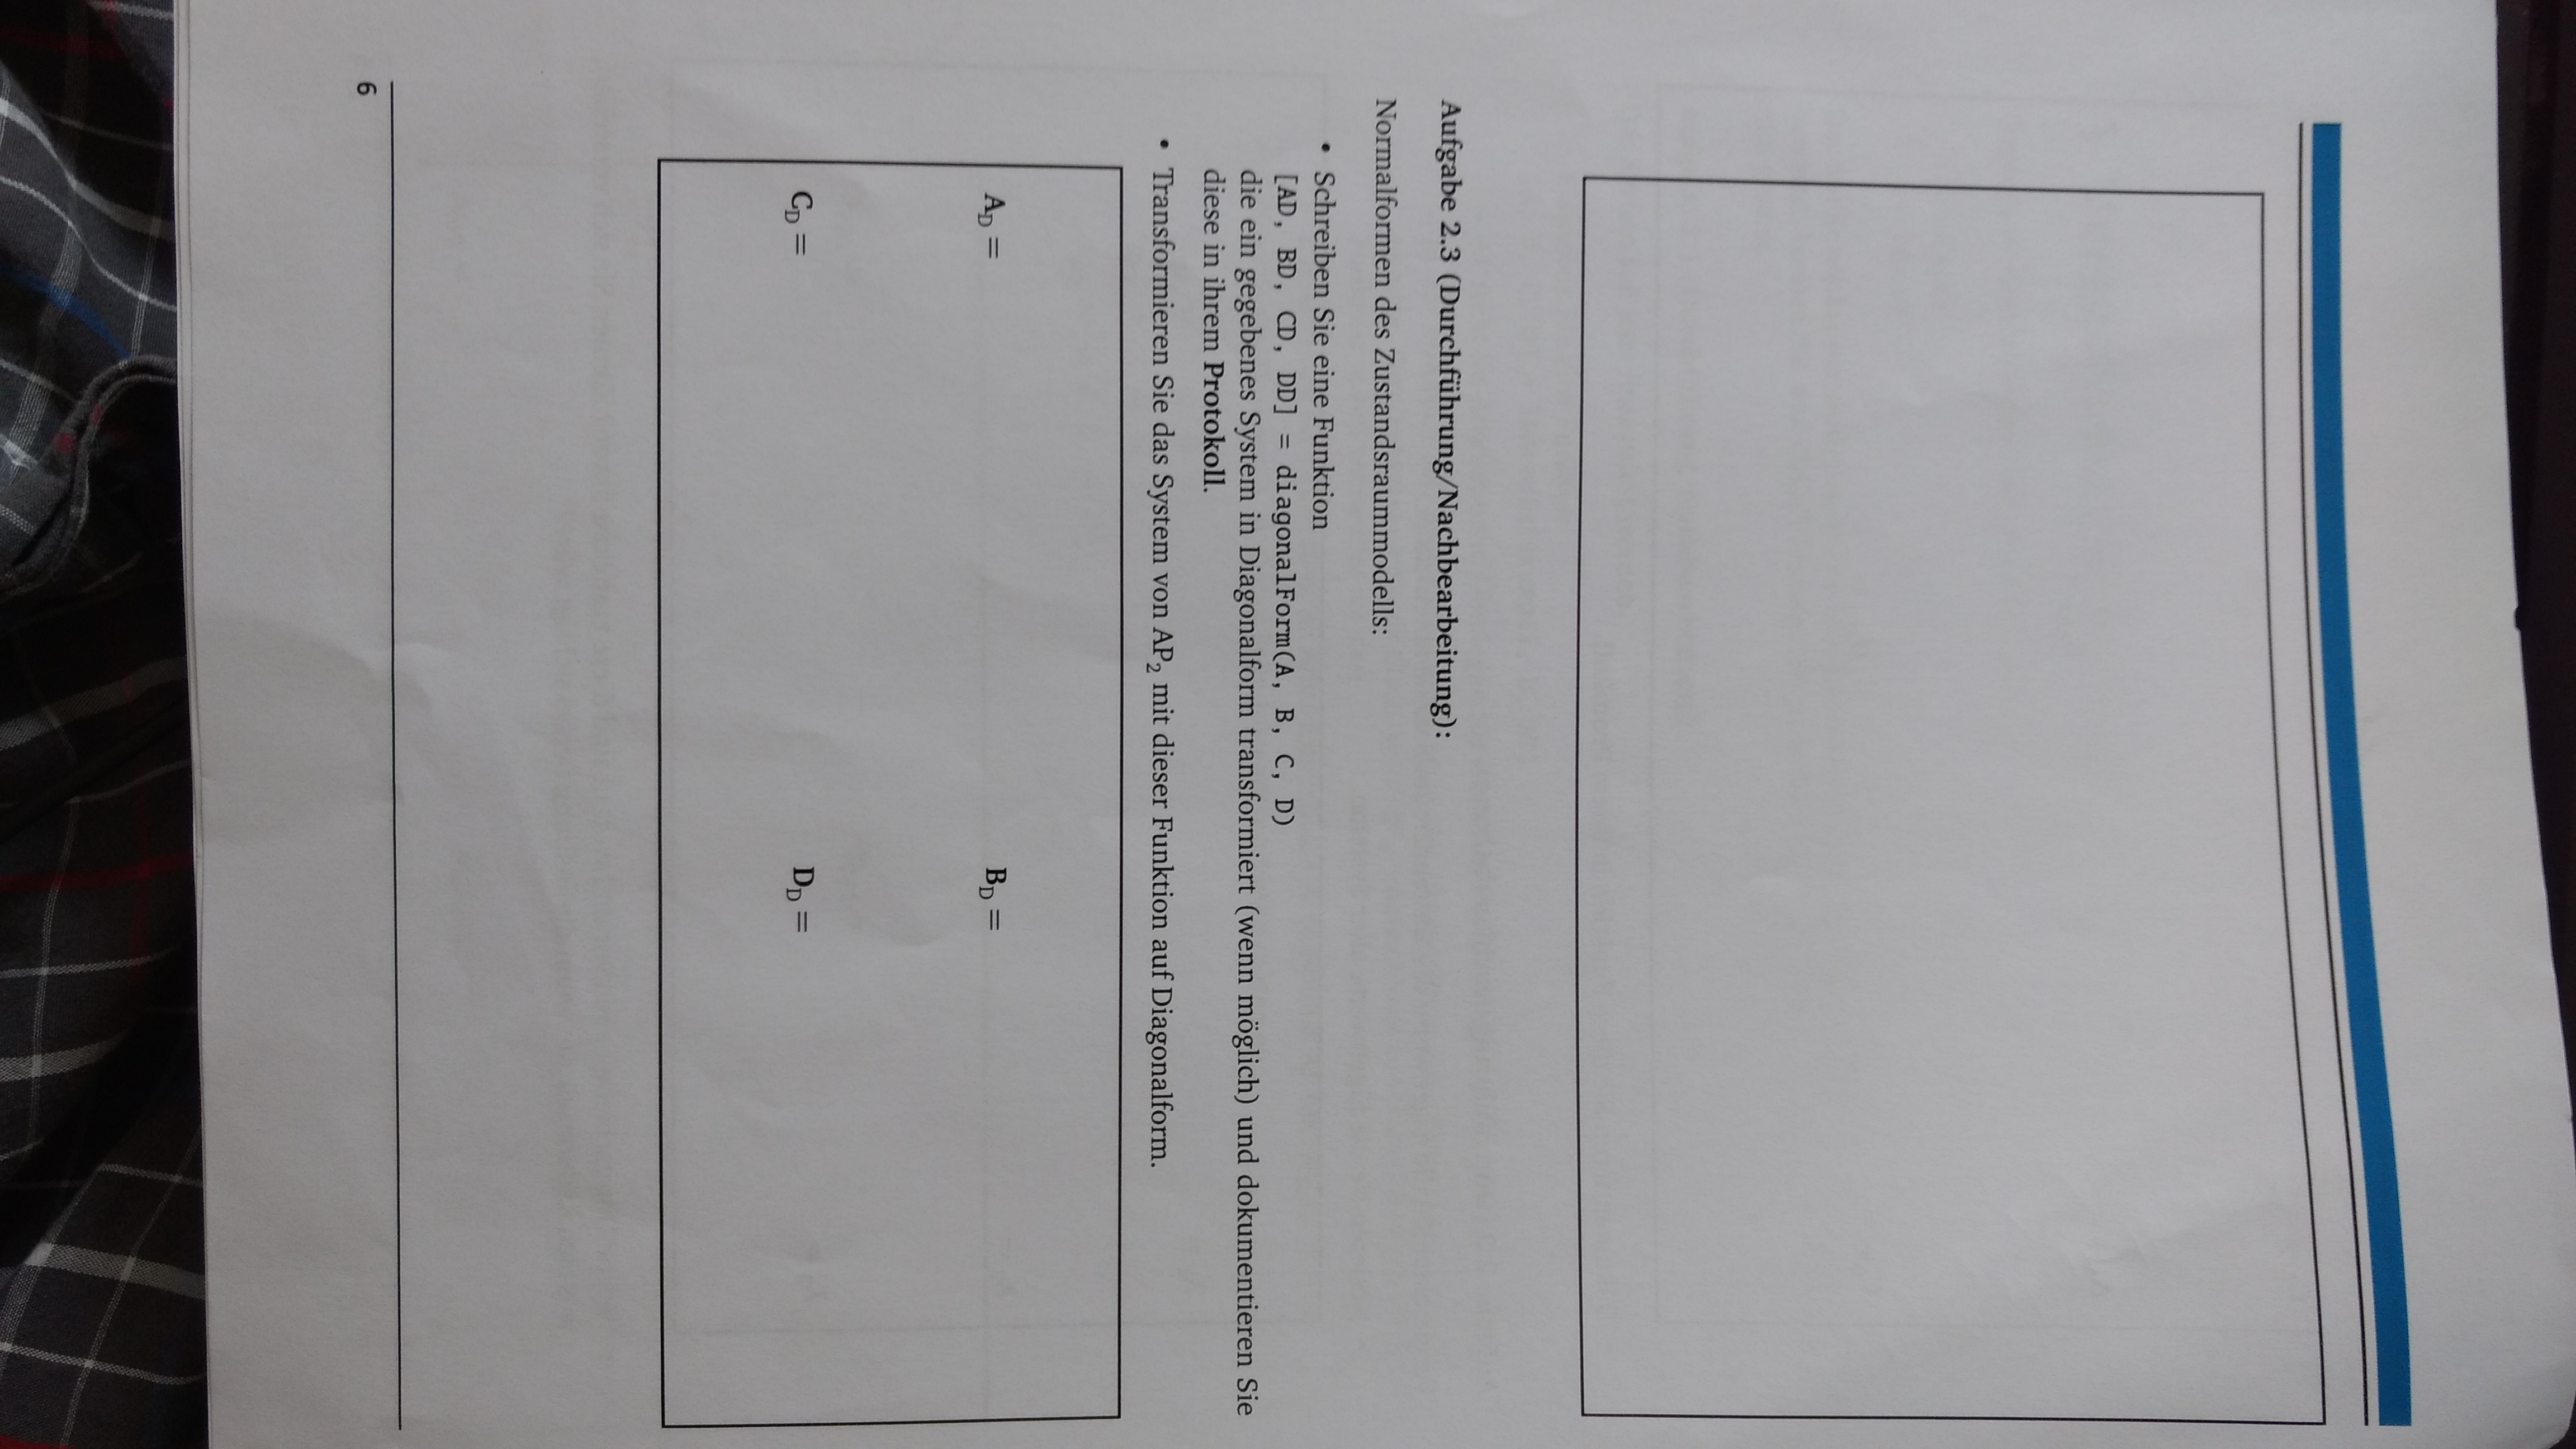 Aufgabe 2.3 (Durchführung/Nachbearbeitung):
Normalformen des Zustandsraummodells:
• Schreiben Sie eine Funktion
[AD, BD, CD, DD] = diagonalForm(A, B, C, D)
die ein gegebenes System in Diagonalform transformiert (wenn möglich) und dokumentieren Sie
diese in ihrem Protokoll.
• Transformieren Sie das System von AP₂ mit dieser Funktion auf Diagonalform.
A_D =
B_D =
C_D =
D_D =
6